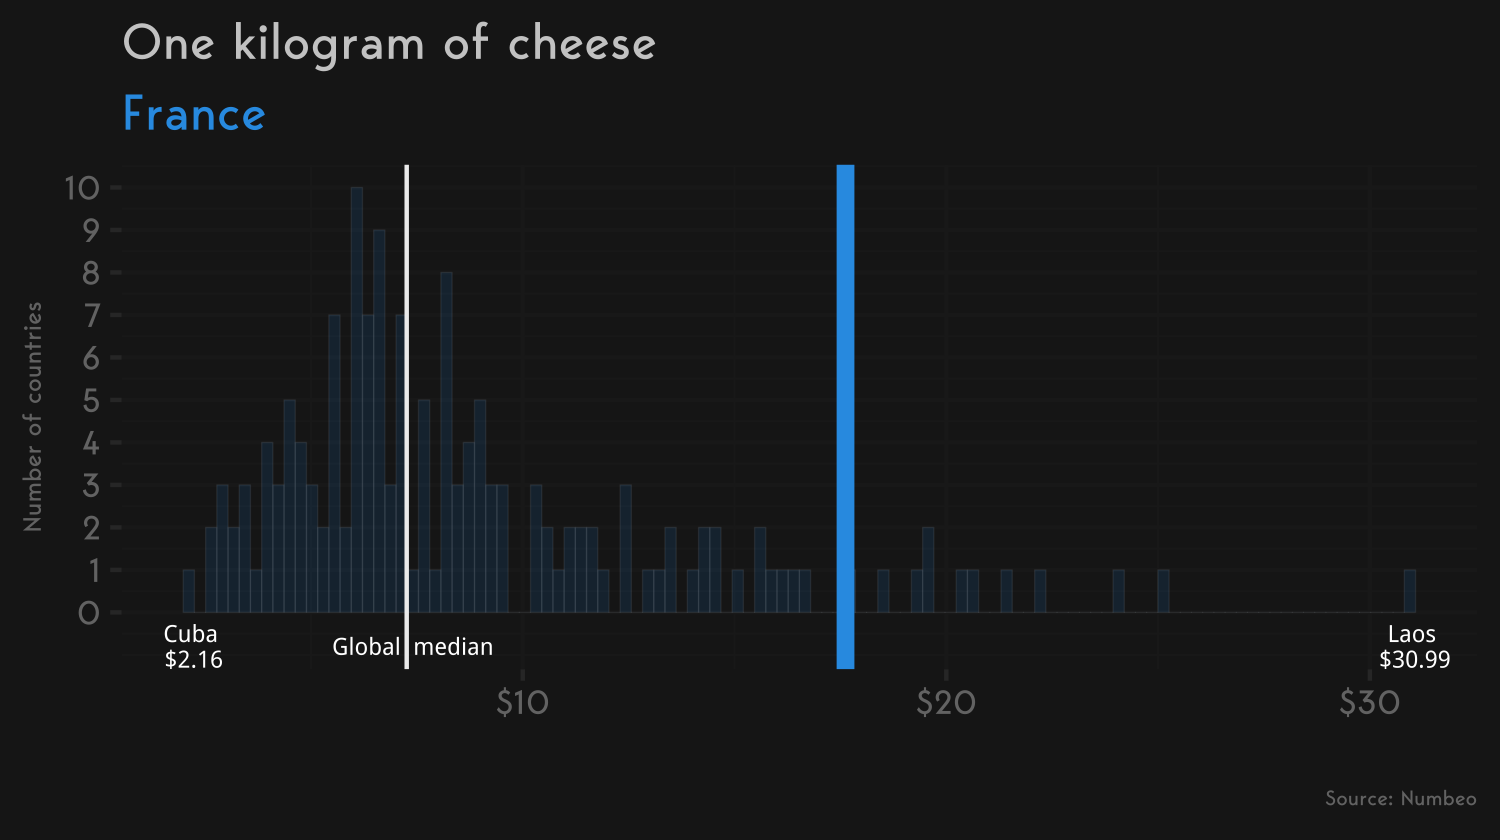 One kilogram of cheese
France
Number of countries
10
9
8
7
6
5
4
3
2
1
0
Cuba
$2.16
Global median
Laos
$30.99
$10
$20
$30
Source: Numbeo